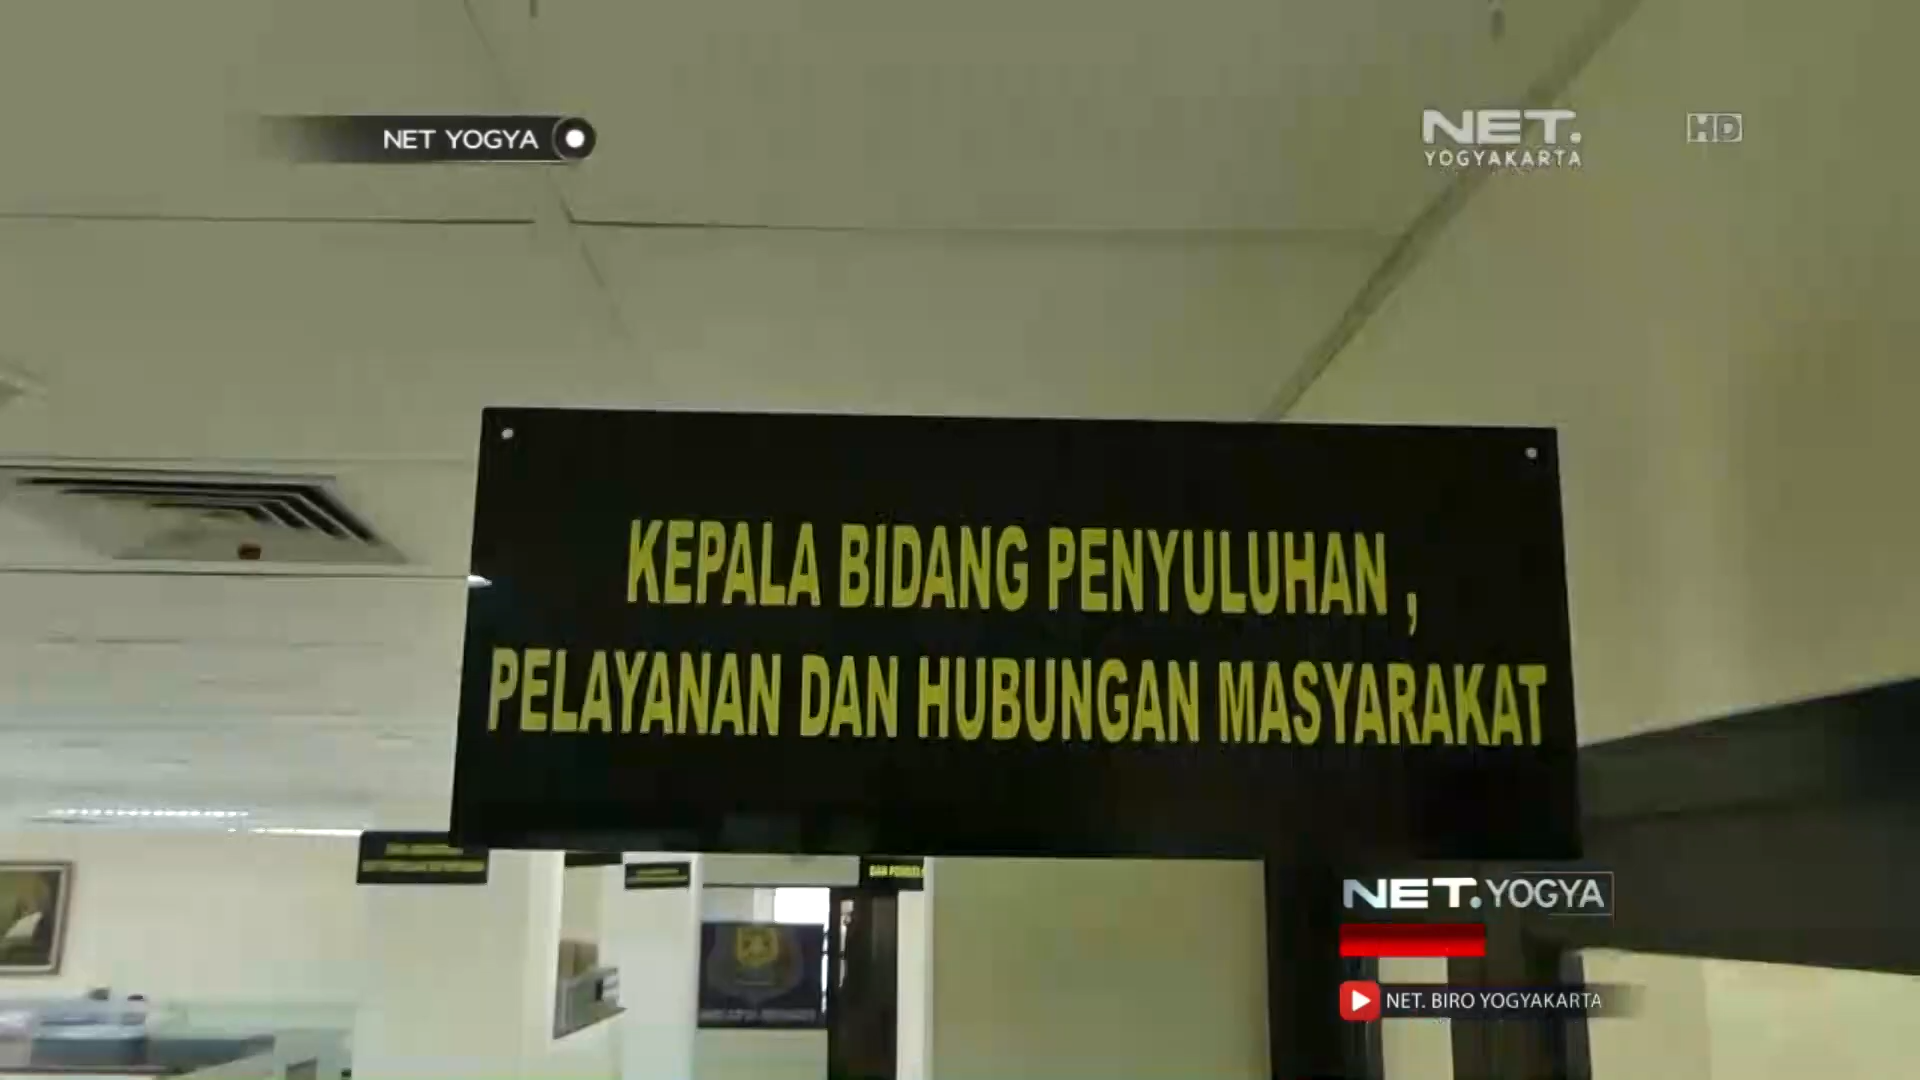 NET YOGYA
NET.
YOGYAKARTA
HD
KEPALA BIDANG PENYULUHAN ,
PELAYANAN DAN HUBUNGAN MASYARAKAT
NET. YOGYA
NET. BIRO YOGYAKARTA